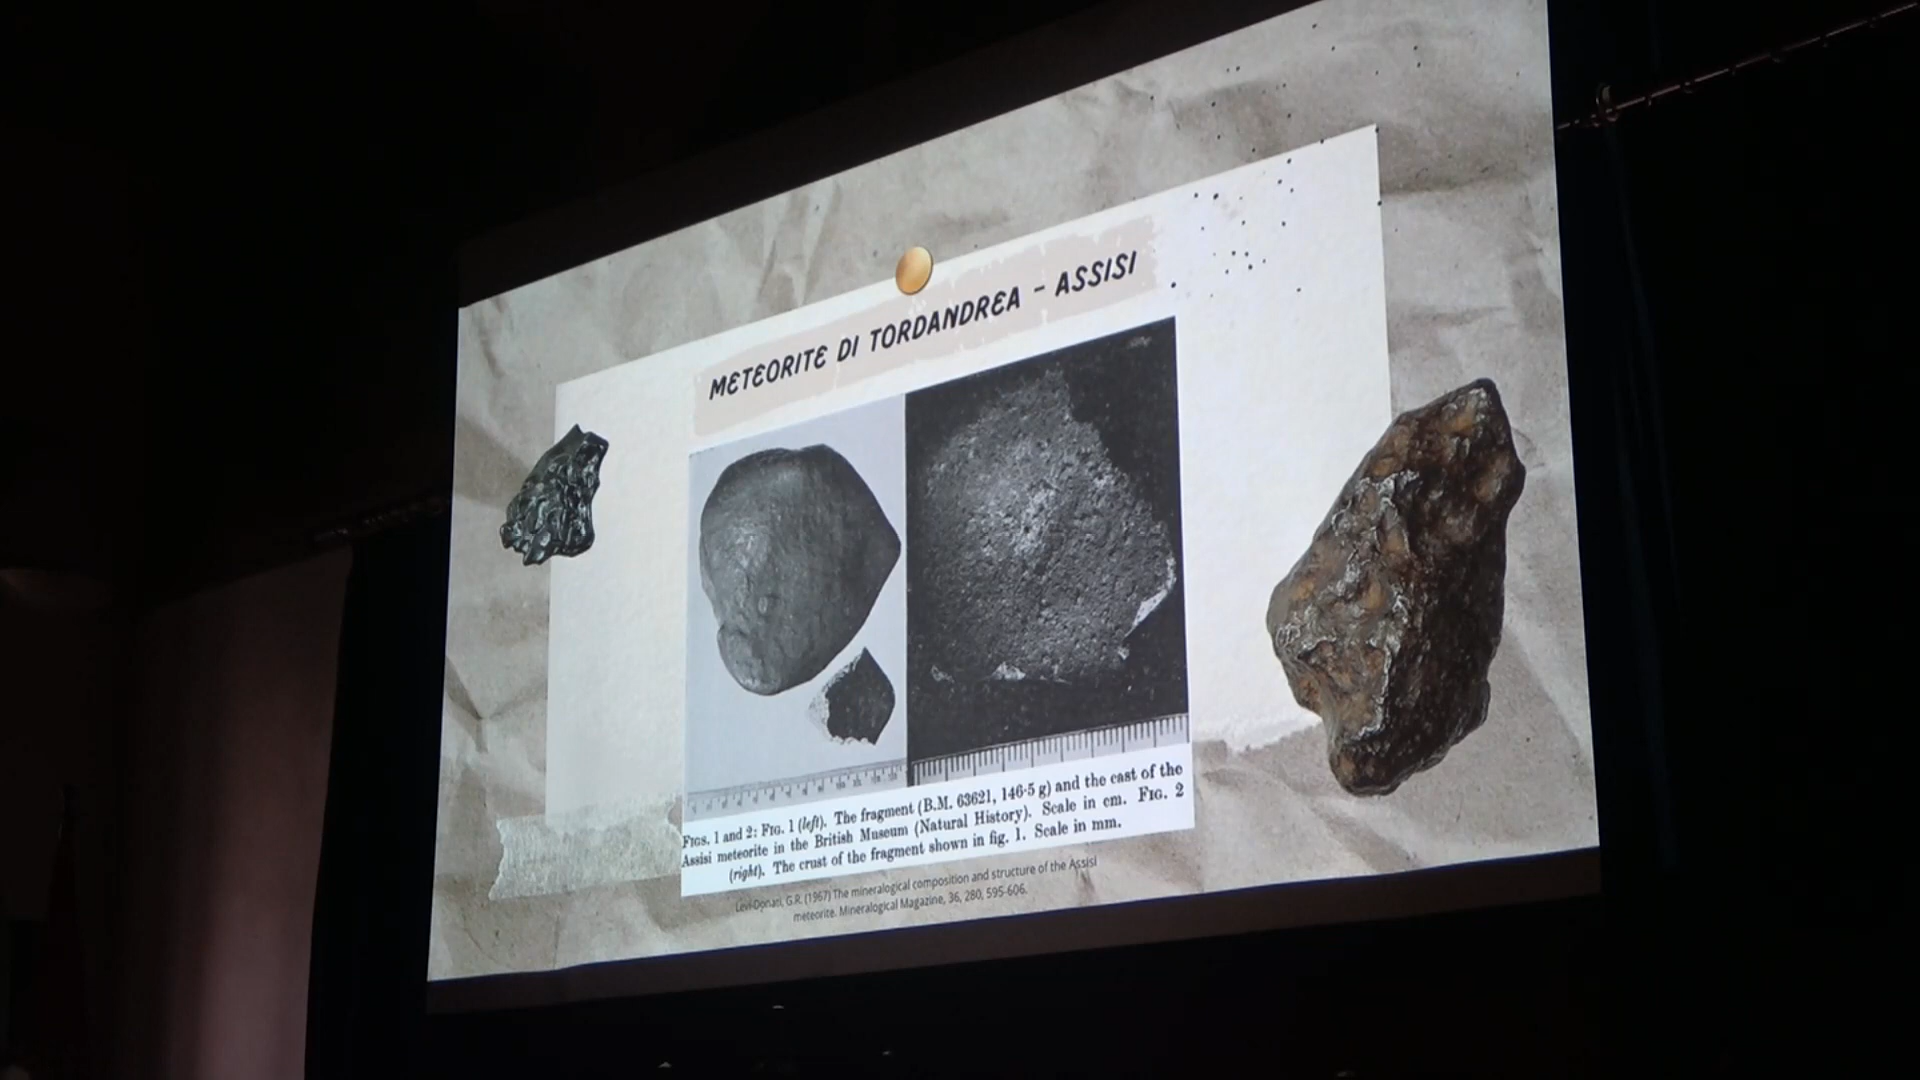 METEORITE DI TORDANDREA - ASSISI
FIGS. 1 and 2: FIG. 1 (left). The fragment (B.M. 63621, 146·5 g) and the cast of the
Assisi meteorite in the British Museum (Natural History). Scale in cm. FIG. 2
(right). The crust of the fragment shown in fig. 1. Scale in mm.
Levi-Donati, G.R. (1967) The mineralogical composition and structure of the Assisi
meteorite. Mineralogical Magazine, 36, 280, 595-606.